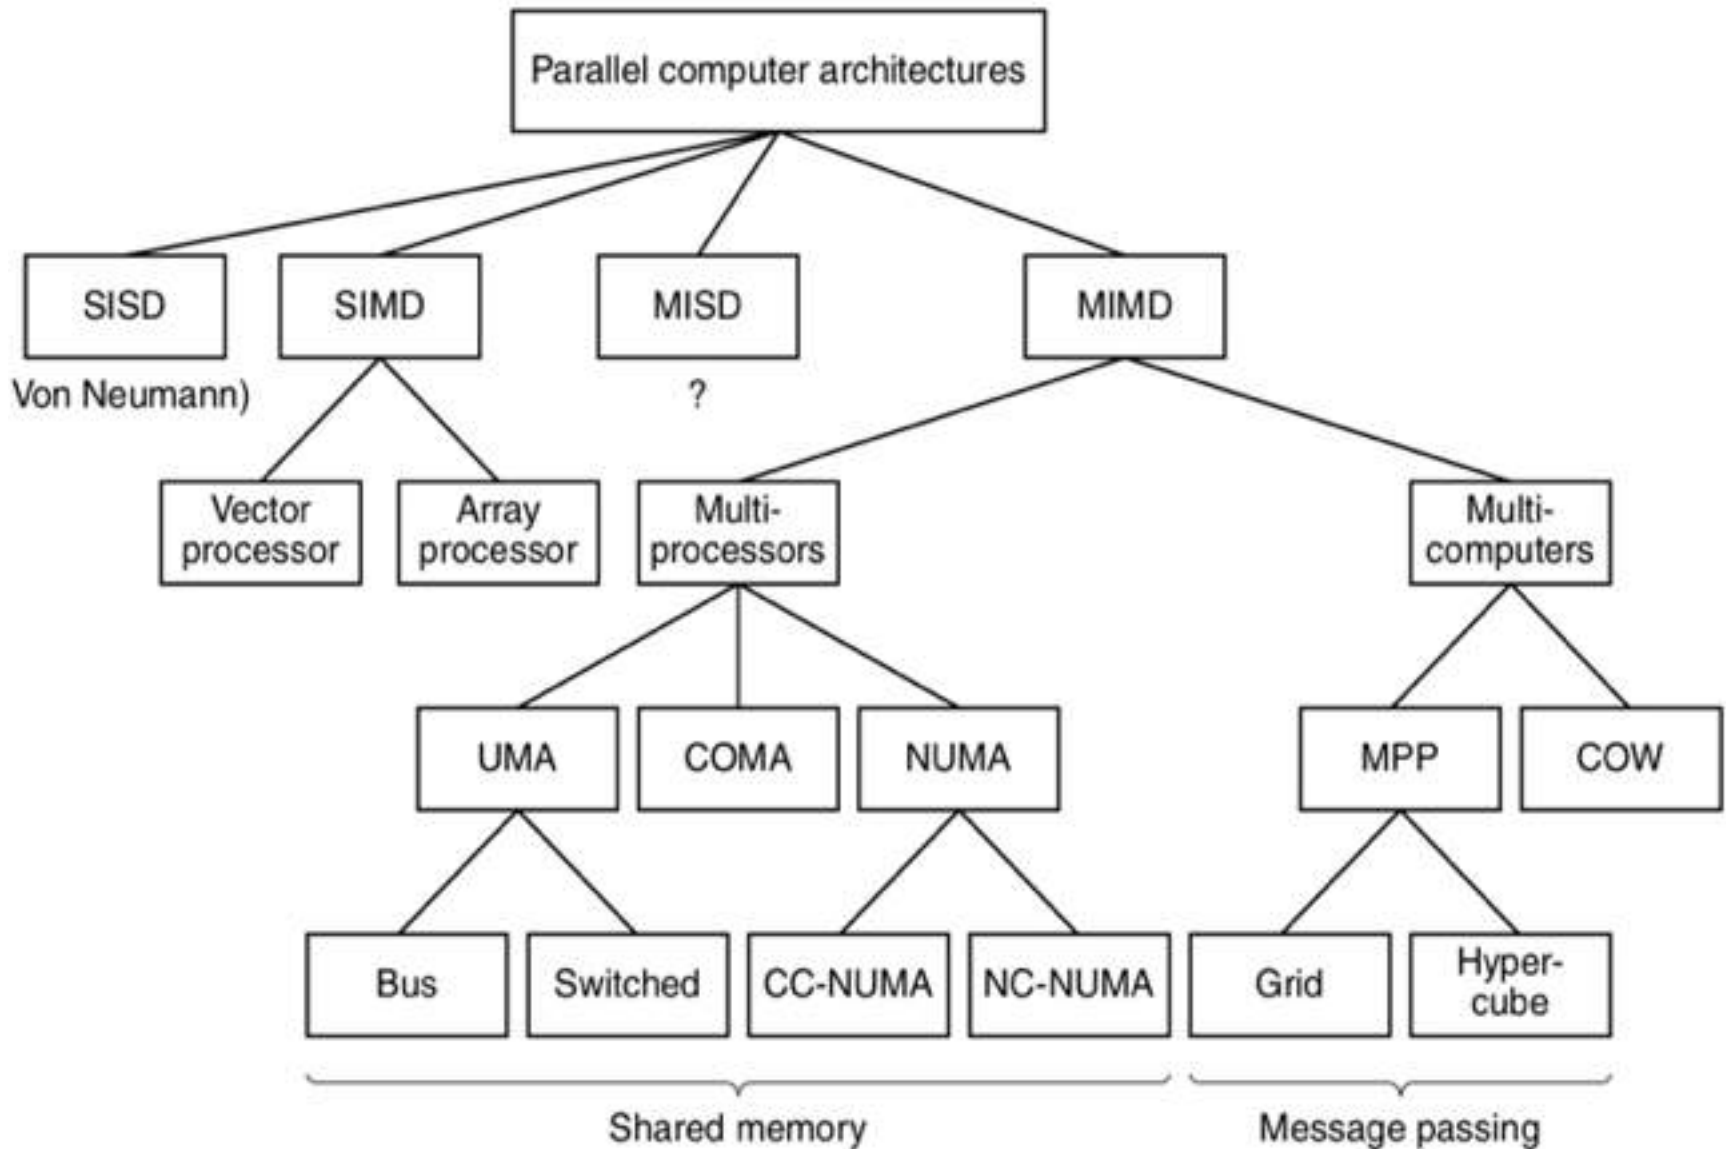 Parallel computer architectures
SISD
SIMD
MISD
MIMD
Von Neumann)
?
Vector
processor
Array
processor
Multi-
processors
Multi-
computers
UMA
COMA
NUMA
MPP
COW
Bus
Switched
CC-NUMA
NC-NUMA
Grid
Hyper-
cube
Shared memory
Message passing